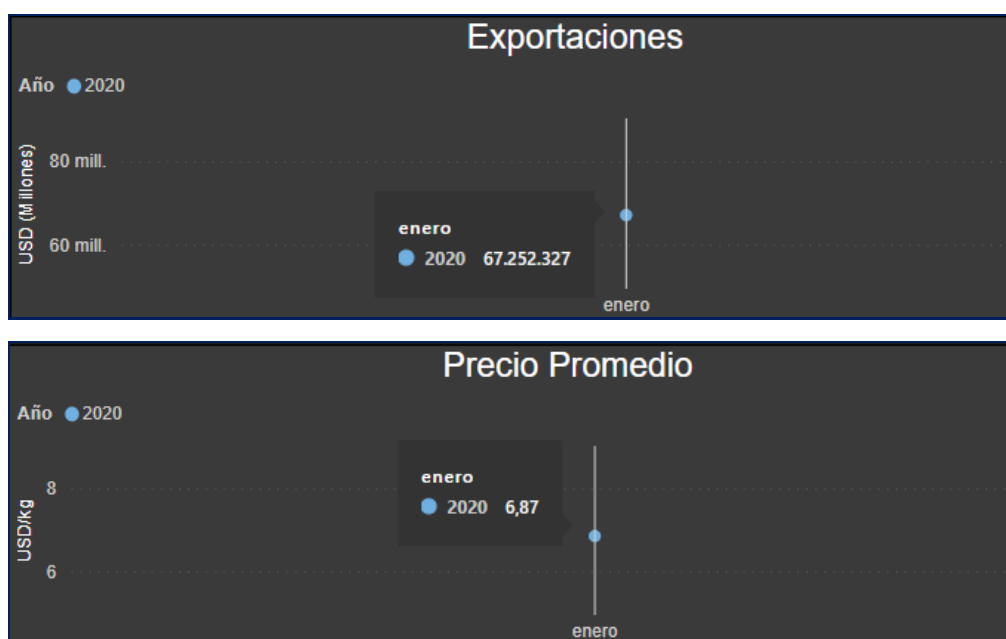 Exportaciones
Año 2020
USD (Millones)
80 mill.
60 mill.
enero
2020 67.252.327
enero
Precio Promedio
Año 2020
USD/kg
8
6
enero
2020 6,87
enero